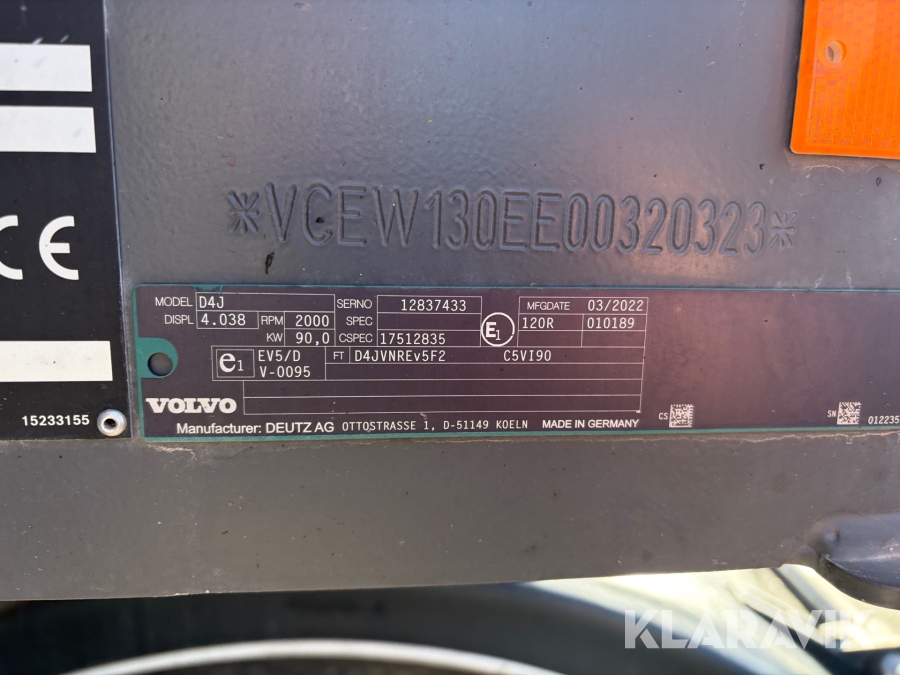 CE
*VCEW130EE00320323*
MODEL D4J SERNO 12837433 MFGDATE 03/2022
DISPL 4.038 RPM 2000 SPEC E1 120R 010189
KW 90,0 CSPEC 17512835
e1 EV5/D FT D4JVNREv5F2 C5VI90
V-0095
VOLVO
15233155
CS SN 012235
Manufacturer: DEUTZ AG OTTOSTRASSE 1, D-51149 KOELN MADE IN GERMANY
KLARAVIK